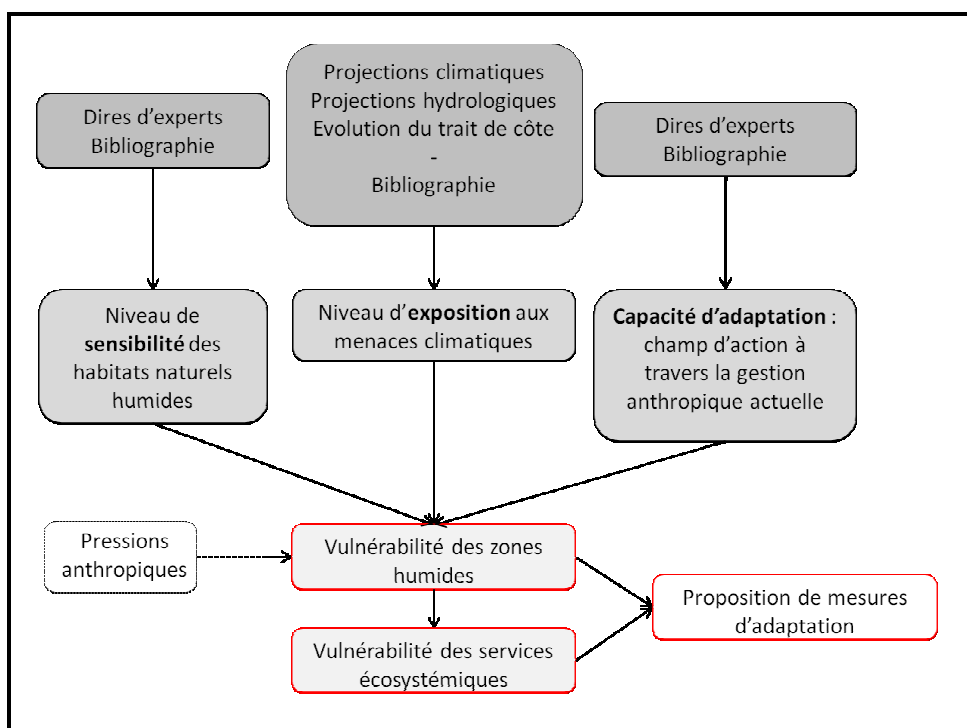 Dires d'experts
Bibliographie
Projections climatiques
Projections hydrologiques
Evolution du trait de côte
-
Bibliographie
Dires d'experts
Bibliographie
Niveau de
sensibilité des
habitats naturels
humides
Niveau d'exposition aux
menaces climatiques
Capacité d'adaptation :
champ d'action à
travers la gestion
anthropique actuelle
Pressions
anthropiques
Vulnérabilité des zones
humides
Proposition de mesures
d'adaptation
Vulnérabilité des services
écosystémiques